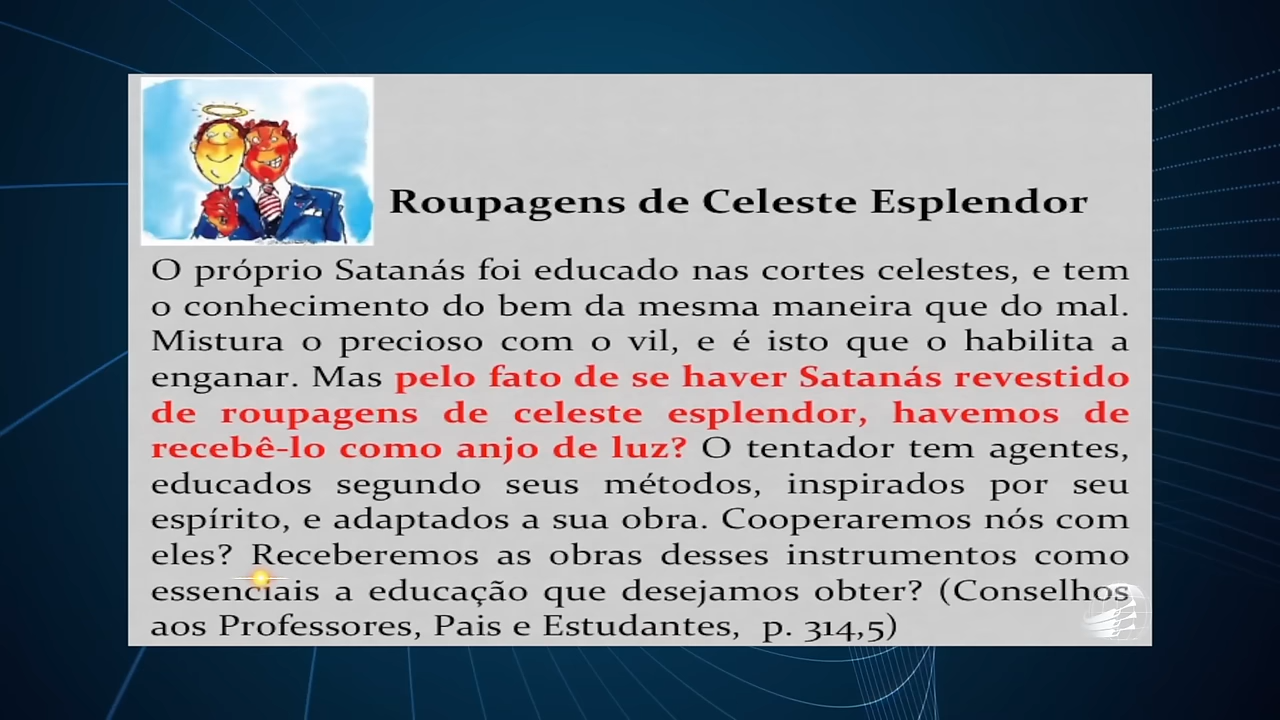 Roupagens de Celeste Esplendor
O próprio Satanás foi educado nas cortes celestes, e tem
o conhecimento do bem da mesma maneira que do mal.
Mistura o precioso com o vil, e é isto que o habilita a
enganar. Mas pelo fato de se haver Satanás revestido
de roupagens de celeste esplendor, havemos de
recebê-lo como anjo de luz? O tentador tem agentes,
educados segundo seus métodos, inspirados por seu
espírito, e adaptados a sua obra. Cooperaremos nós com
eles? Receberemos as obras desses instrumentos como
essenciais a educação que desejamos obter? (Conselhos
aos Professores, Pais e Estudantes, p. 314,5)